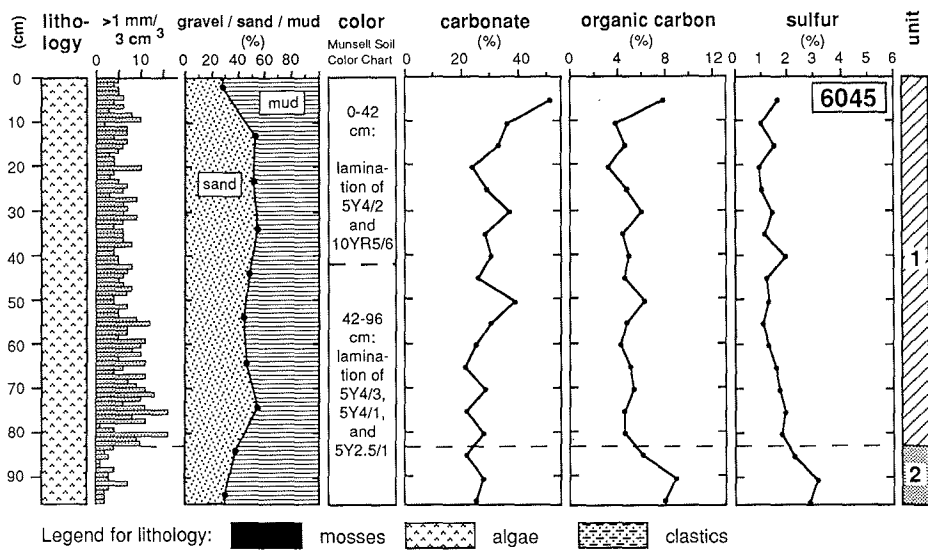 litho-
logy
>1 mm/
3 cm 3
gravel / sand / mud
(%)
color
Munsell Soil
Color Chart
carbonate
(%)
organic carbon
(%)
sulfur
(%)
unit
(cm)
0 10
0 20 40 60 80 100
20 40
0
0 4 8 12
0 1 2 3 4 5 6
0
10
20
30
40
50
60
70
80
90
mud
sand
0-42
cm:
lamina-
tion of
5Y4/2
and
10YR5/6
42-96
cm:
lamina-
tion of
5Y4/3,
5Y4/1,
and
5Y2.5/1
6045
1
2
Legend for lithology: mosses algae clastics